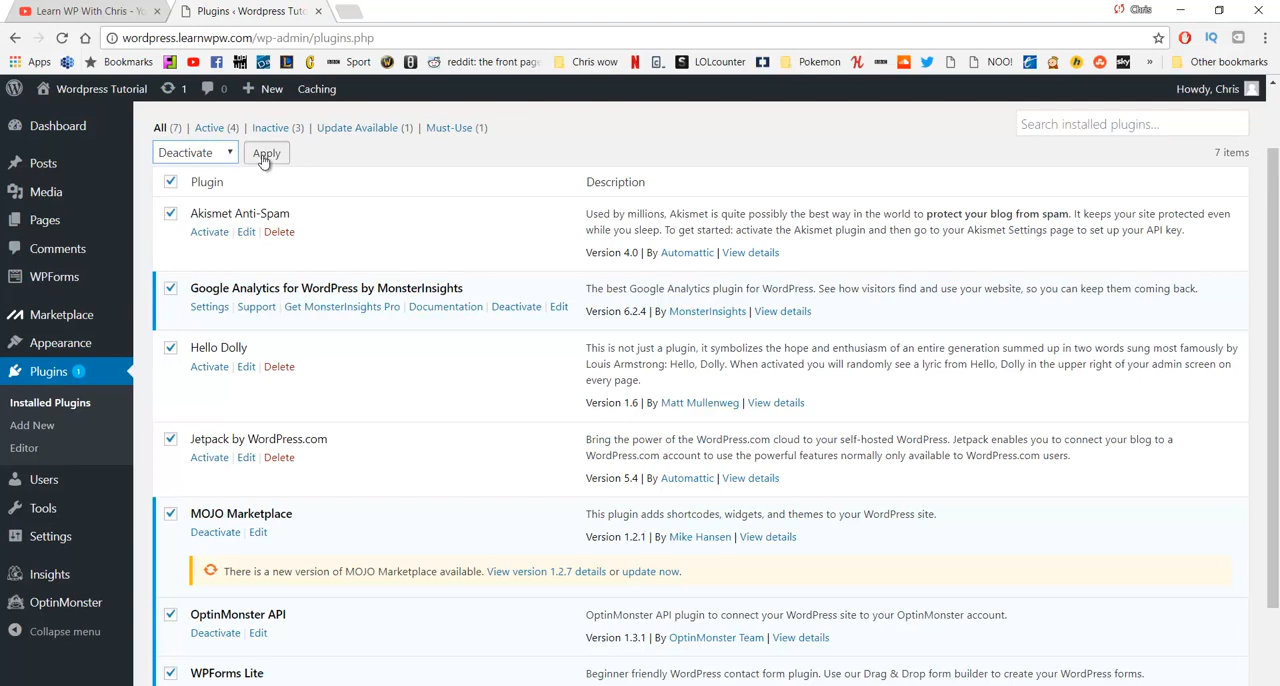 Learn WP With Chris - Yo
Plugins ‹ Wordpress Tuto
Chris
wordpress.learnwpw.com/wp-admin/plugins.php
Apps
Bookmarks
Sport
reddit: the front page
Chris wow
LOLcounter
Pokemon
NOO!
sky
»
Other bookmarks
Wordpress Tutorial
1
0
New
Caching
Howdy, Chris
Dashboard
Posts
Media
Pages
Comments
WPForms
Marketplace
Appearance
Plugins 1
Installed Plugins
Add New
Editor
Users
Tools
Settings
Insights
OptinMonster
Collapse menu
All (7) | Active (4) | Inactive (3) | Update Available (1) | Must-Use (1)
Search installed plugins...
Deactivate
Apply
7 items
Plugin
Description
Akismet Anti-Spam
Activate | Edit | Delete
Used by millions, Akismet is quite possibly the best way in the world to protect your blog from spam. It keeps your site protected even
while you sleep. To get started: activate the Akismet plugin and then go to your Akismet Settings page to set up your API key.
Version 4.0 | By Automattic | View details
Google Analytics for WordPress by MonsterInsights
Settings | Support | Get MonsterInsights Pro | Documentation | Deactivate | Edit
The best Google Analytics plugin for WordPress. See how visitors find and use your website, so you can keep them coming back.
Version 6.2.4 | By MonsterInsights | View details
Hello Dolly
Activate | Edit | Delete
This is not just a plugin, it symbolizes the hope and enthusiasm of an entire generation summed up in two words sung most famously by
Louis Armstrong: Hello, Dolly. When activated you will randomly see a lyric from Hello, Dolly in the upper right of your admin screen on
every page.
Version 1.6 | By Matt Mullenweg | View details
Jetpack by WordPress.com
Activate | Edit | Delete
Bring the power of the WordPress.com cloud to your self-hosted WordPress. Jetpack enables you to connect your blog to a
WordPress.com account to use the powerful features normally only available to WordPress.com users.
Version 5.4 | By Automattic | View details
MOJO Marketplace
Deactivate | Edit
This plugin adds shortcodes, widgets, and themes to your WordPress site.
Version 1.2.1 | By Mike Hansen | View details
There is a new version of MOJO Marketplace available. View version 1.2.7 details or update now.
OptinMonster API
Deactivate | Edit
OptinMonster API plugin to connect your WordPress site to your OptinMonster account.
Version 1.3.1 | By OptinMonster Team | View details
WPForms Lite
Beginner friendly WordPress contact form plugin. Use our Drag & Drop form builder to create your WordPress forms.